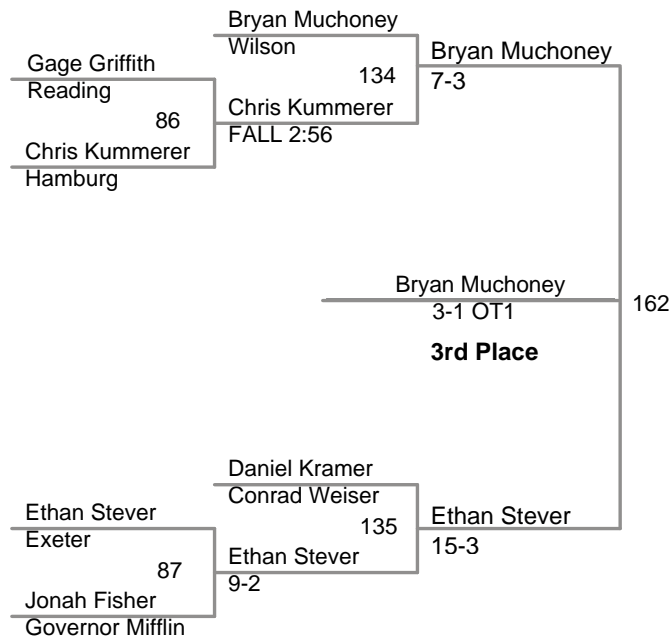 Bryan Muchoney
Wilson
Gage Griffith
Reading
134
Bryan Muchoney
7-3
86
Chris Kummerer
FALL 2:56
Chris Kummerer
Hamburg
Bryan Muchoney
3-1 OT1
162
3rd Place
Daniel Kramer
Conrad Weiser
Ethan Stever
Exeter
135
Ethan Stever
15-3
87
Ethan Stever
9-2
Jonah Fisher
Governor Mifflin